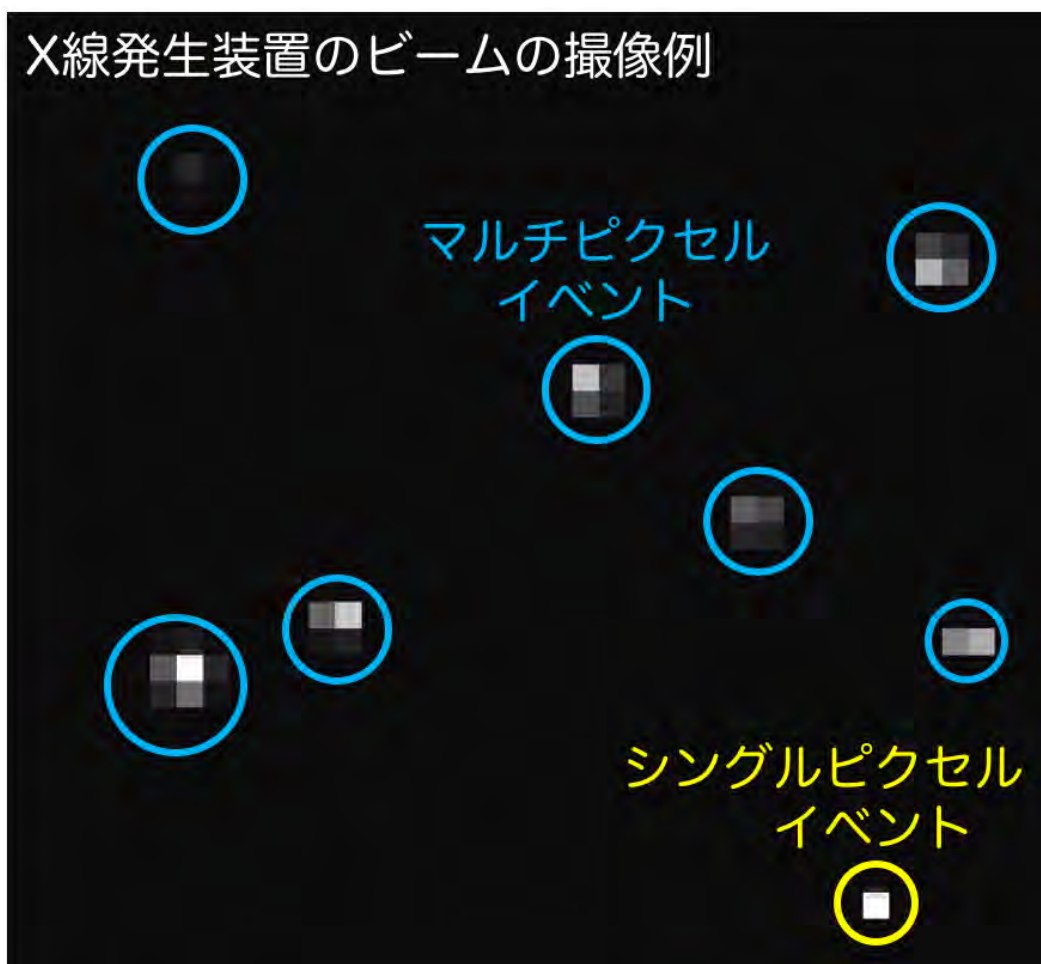 X線発生装置のビームの撮像例
マルチピクセル
イベント
シングルピクセル
イベント